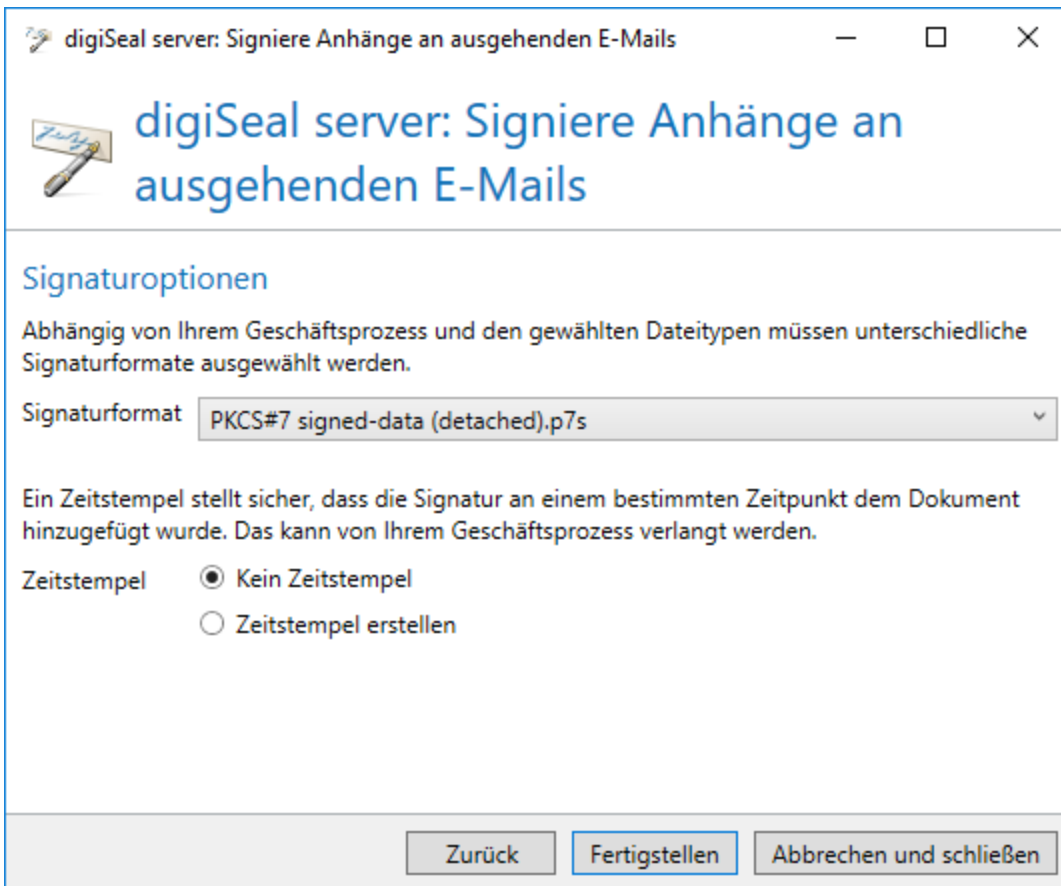 digiSeal server: Signiere Anhänge an ausgehenden E-Mails
digiSeal server: Signiere Anhänge an
ausgehenden E-Mails
Signaturoptionen
Abhängig von Ihrem Geschäftsprozess und den gewählten Dateitypen müssen unterschiedliche
Signaturformate ausgewählt werden.
Signaturformat PKCS#7 signed-data (detached).p7s
Ein Zeitstempel stellt sicher, dass die Signatur an einem bestimmten Zeitpunkt dem Dokument
hinzugefügt wurde. Das kann von Ihrem Geschäftsprozess verlangt werden.
Zeitstempel Kein Zeitstempel
Zeitstempel erstellen
Zurück Fertigstellen Abbrechen und schließen